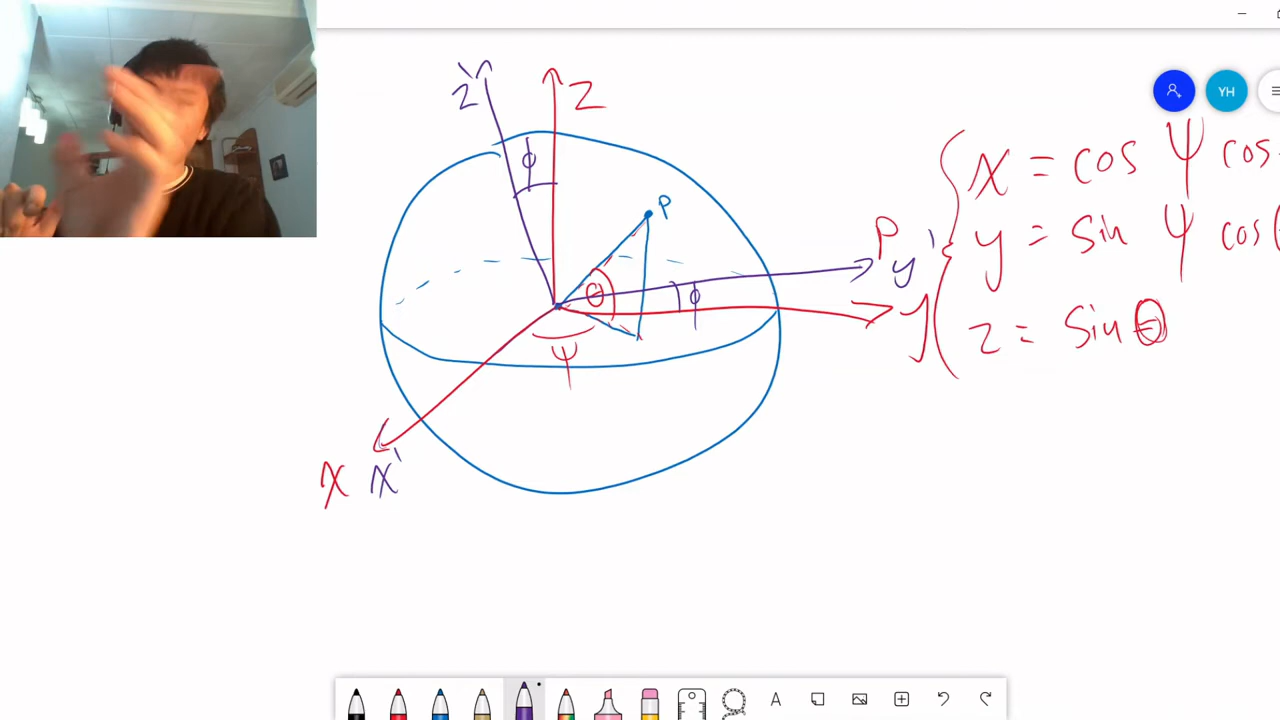 z' z
ϕ
P
YH
x = cos ψ cos
P
y'
y = sin ψ cos
θ
ϕ
y
z = sin θ
ψ
x x'
A